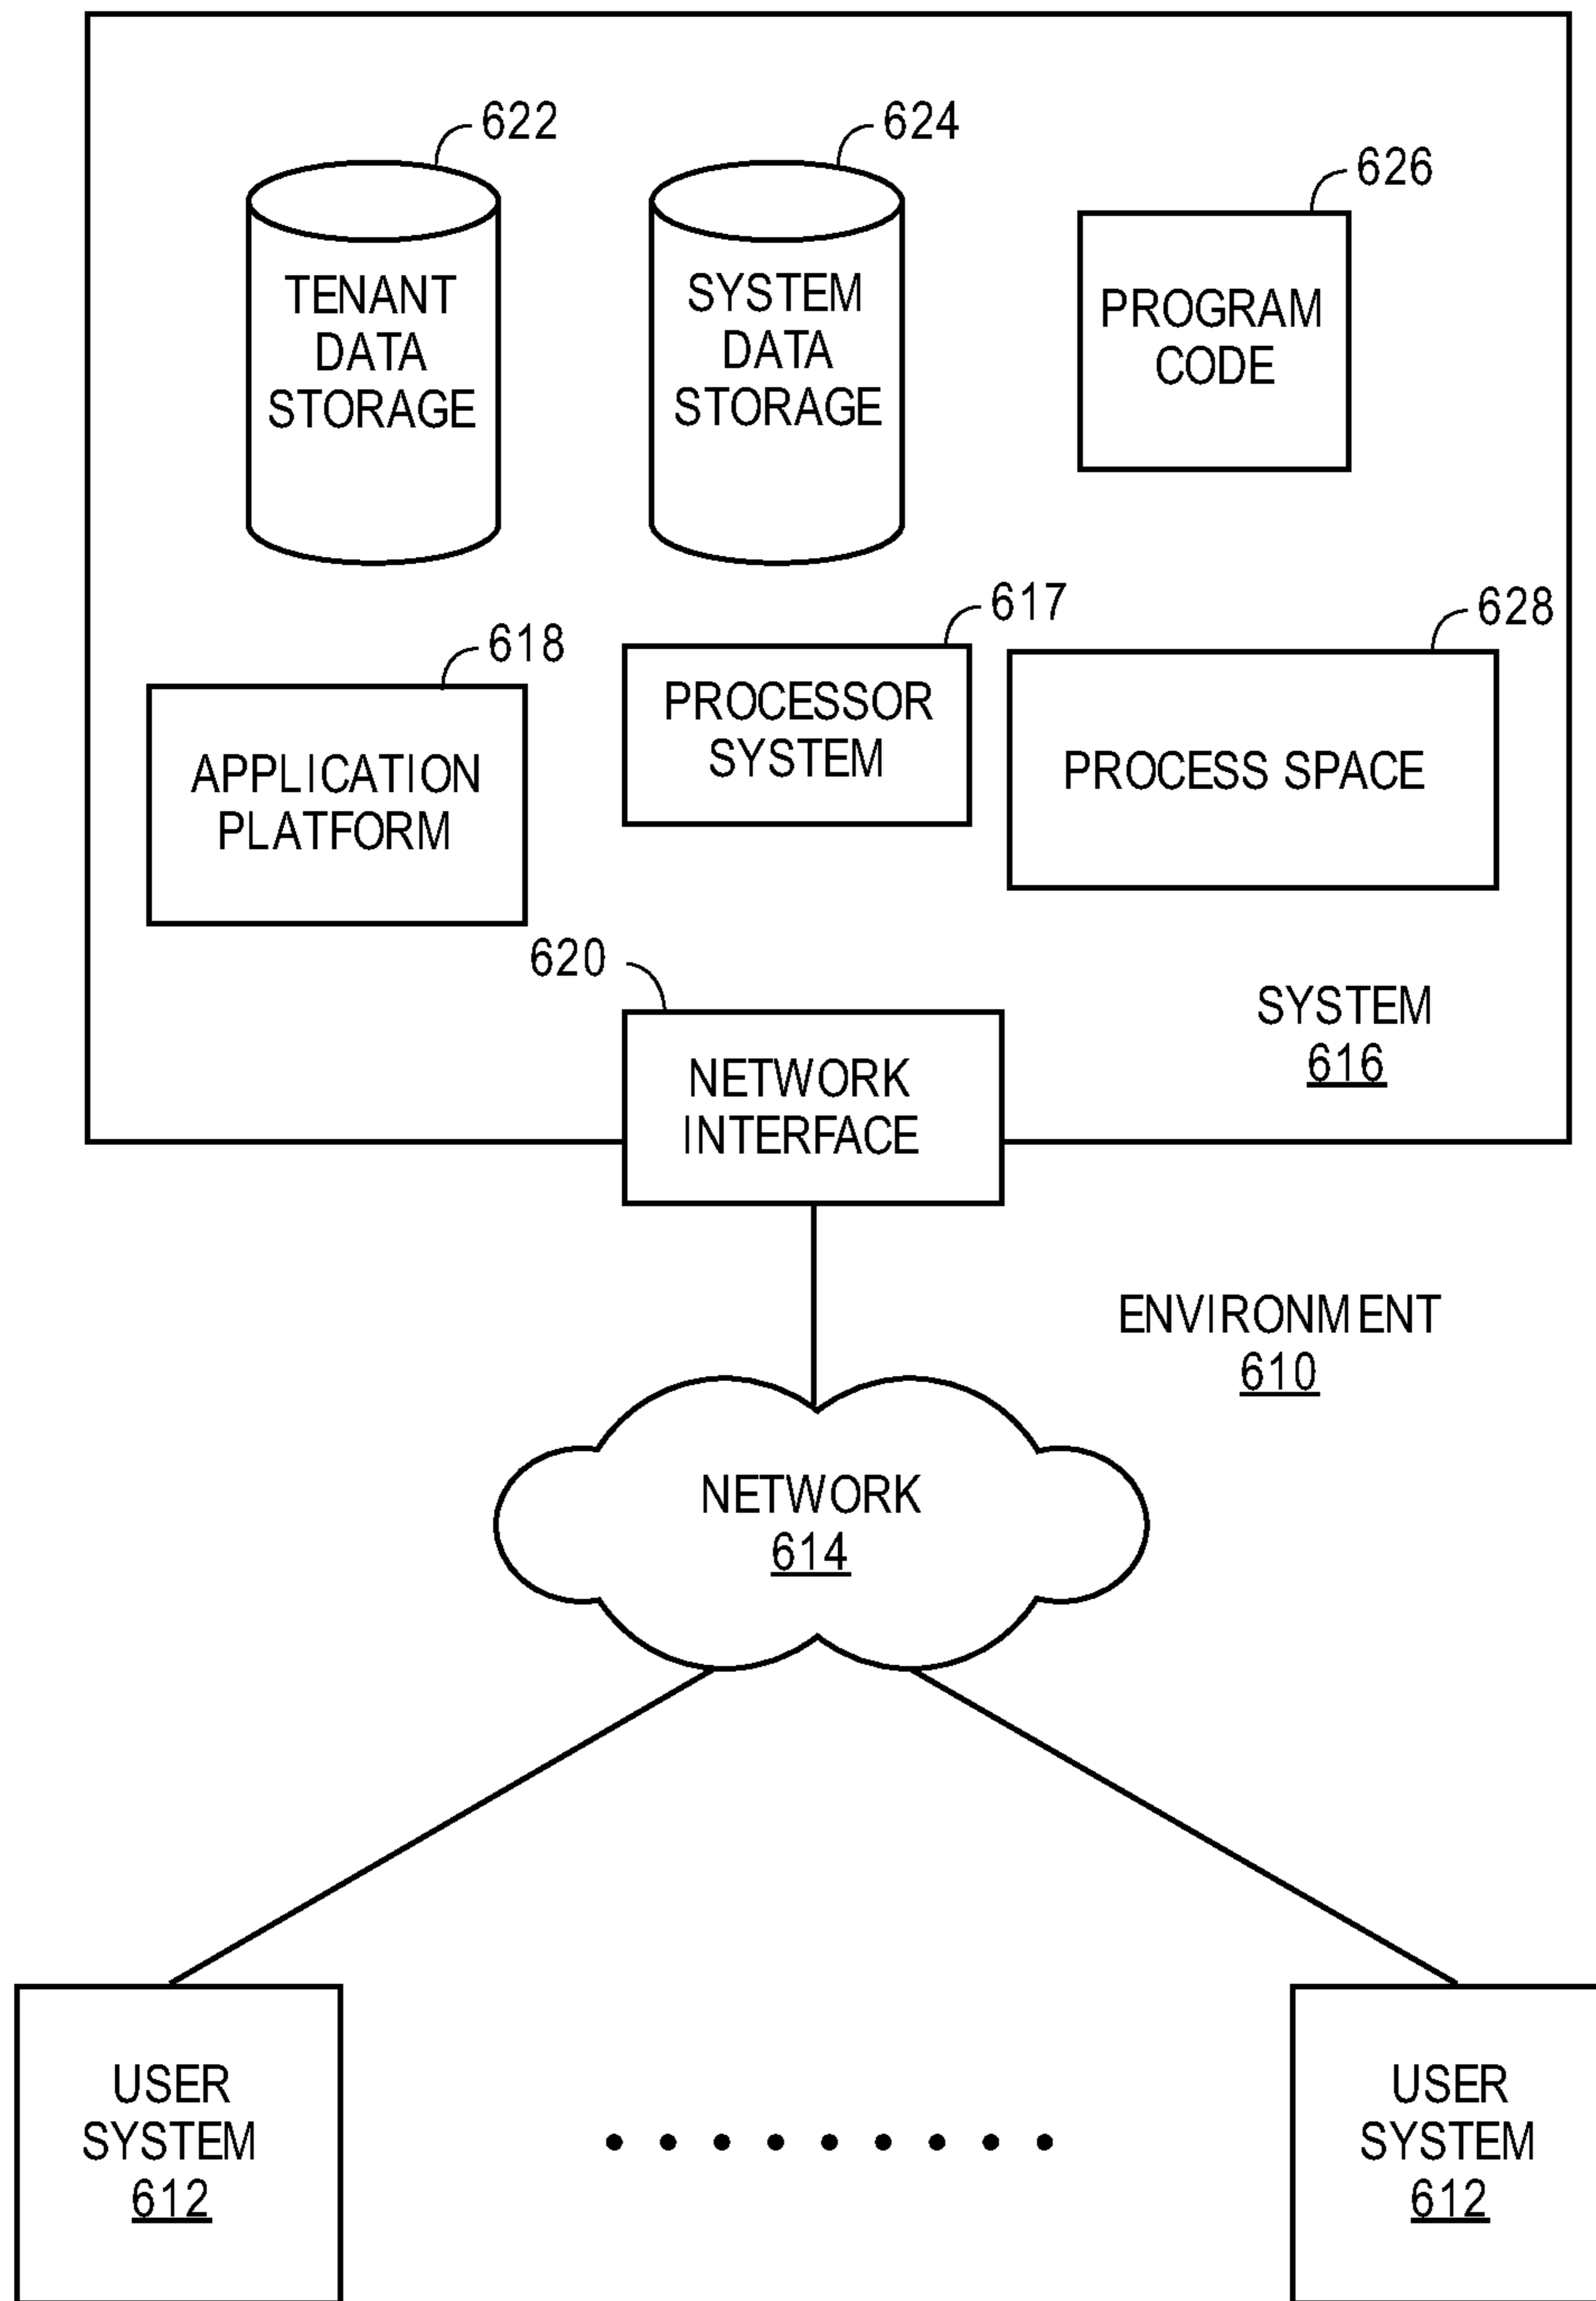 622
624
626
TENANT
DATA
STORAGE
SYSTEM
DATA
STORAGE
PROGRAM
CODE
618
617
628
APPLICATION
PLATFORM
PROCESSOR
SYSTEM
PROCESS SPACE
620
NETWORK
INTERFACE
SYSTEM
616
ENVIRONMENT
610
NETWORK
614
USER
SYSTEM
612
USER
SYSTEM
612